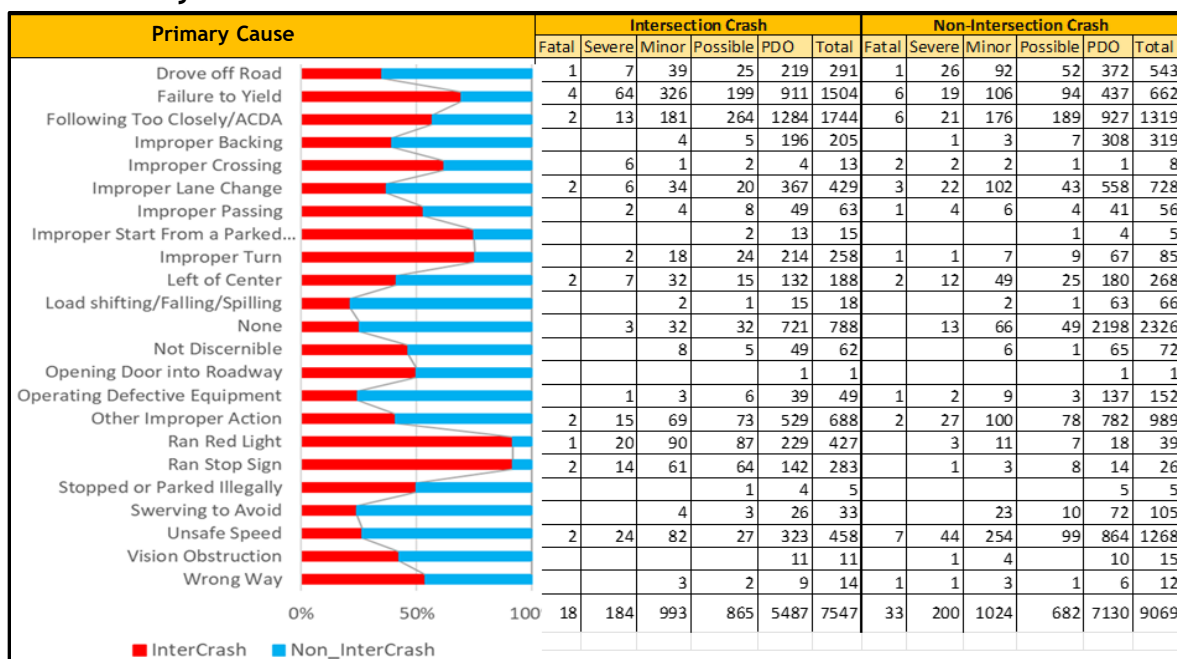 Primary Cause Intersection Crash Non-Intersection Crash
Fatal Severe Minor Possible PDO Total Fatal Severe Minor Possible PDO Total
Drove off Road 1 7 39 25 219 291 1 26 92 52 372 543
Failure to Yield 4 64 326 199 911 1504 6 19 106 94 437 662
Following Too Closely/ACDA 2 13 181 264 1284 1744 6 21 176 189 927 1319
Improper Backing 4 5 196 205 1 3 7 308 319
Improper Crossing 6 1 2 4 13 2 2 2 1 1 8
Improper Lane Change 2 6 34 20 367 429 3 22 102 43 558 728
Improper Passing 2 4 8 49 63 1 4 6 4 41 56
Improper Start From a Parked... 2 13 15 1 4 5
Improper Turn 2 18 24 214 258 1 1 7 9 67 85
Left of Center 2 7 32 15 132 188 2 12 49 25 180 268
Load shifting/Falling/Spilling 2 1 15 18 2 1 63 66
None 3 32 32 721 788 13 66 49 2198 2326
Not Discernible 8 5 49 62 6 1 65 72
Opening Door into Roadway 1 1 1 1
Operating Defective Equipment 1 3 6 39 49 1 2 9 3 137 152
Other Improper Action 2 15 69 73 529 688 2 27 100 78 782 989
Ran Red Light 1 20 90 87 229 427 3 11 7 18 39
Ran Stop Sign 2 14 61 64 142 283 1 3 8 14 26
Stopped or Parked Illegally 1 4 5 5 5
Swerving to Avoid 4 3 26 33 23 10 72 105
Unsafe Speed 2 24 82 27 323 458 7 44 254 99 864 1268
Vision Obstruction 11 11 1 4 10 15
Wrong Way 3 2 9 14 1 1 3 1 6 12
0% 50% 100 18 184 993 865 5487 7547 33 200 1024 682 7130 9069
InterCrash Non_InterCrash